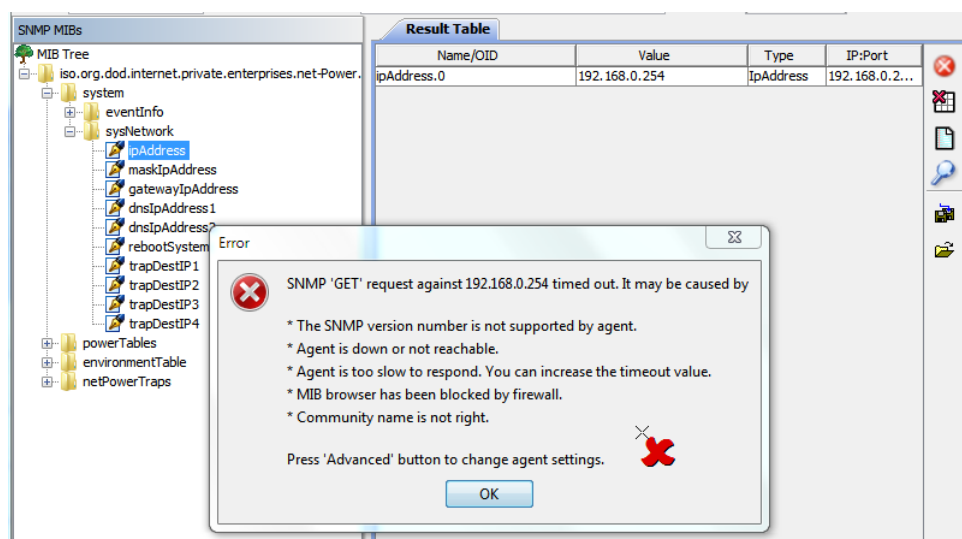 SNMP MIBs
MIB Tree
iso.org.dod.internet.private.enterprises.net-Power.
system
eventInfo
sysNetwork
ipAddress
maskIpAddress
gatewayIpAddress
dnsIpAddress1
dnsIpAddress2
rebootSystem
trapDestIP1
trapDestIP2
trapDestIP3
trapDestIP4
powerTables
environmentTable
netPowerTraps
Result Table
Name/OID Value Type IP:Port
ipAddress.0 192.168.0.254 IpAddress 192.168.0.2...
Error
SNMP 'GET' request against 192.168.0.254 timed out. It may be caused by
* The SNMP version number is not supported by agent.
* Agent is down or not reachable.
* Agent is too slow to respond. You can increase the timeout value.
* MIB browser has been blocked by firewall.
* Community name is not right.
Press 'Advanced' button to change agent settings.
OK